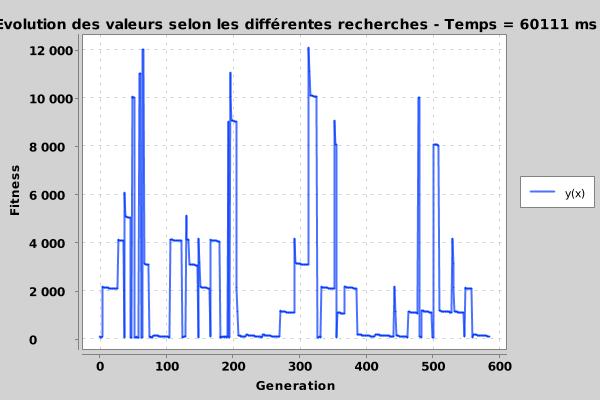 Evolution des valeurs selon les différentes recherches - Temps = 60111 ms
12 000
10 000
8 000
6 000
4 000
2 000
0
Fitness
0 100 200 300 400 500 600
Generation
y(x)